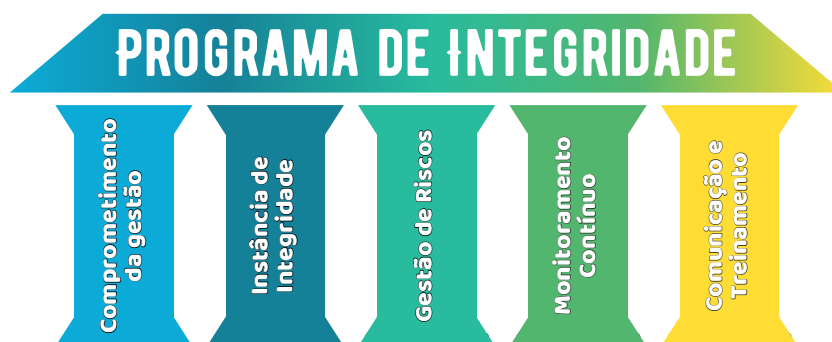 PROGRAMA DE INTEGRIDADE
Comprometimento
da gestão
Instância de
Integridade
Gestão de Riscos
Monitoramento
Contínuo
Comunicação e
Treinamento